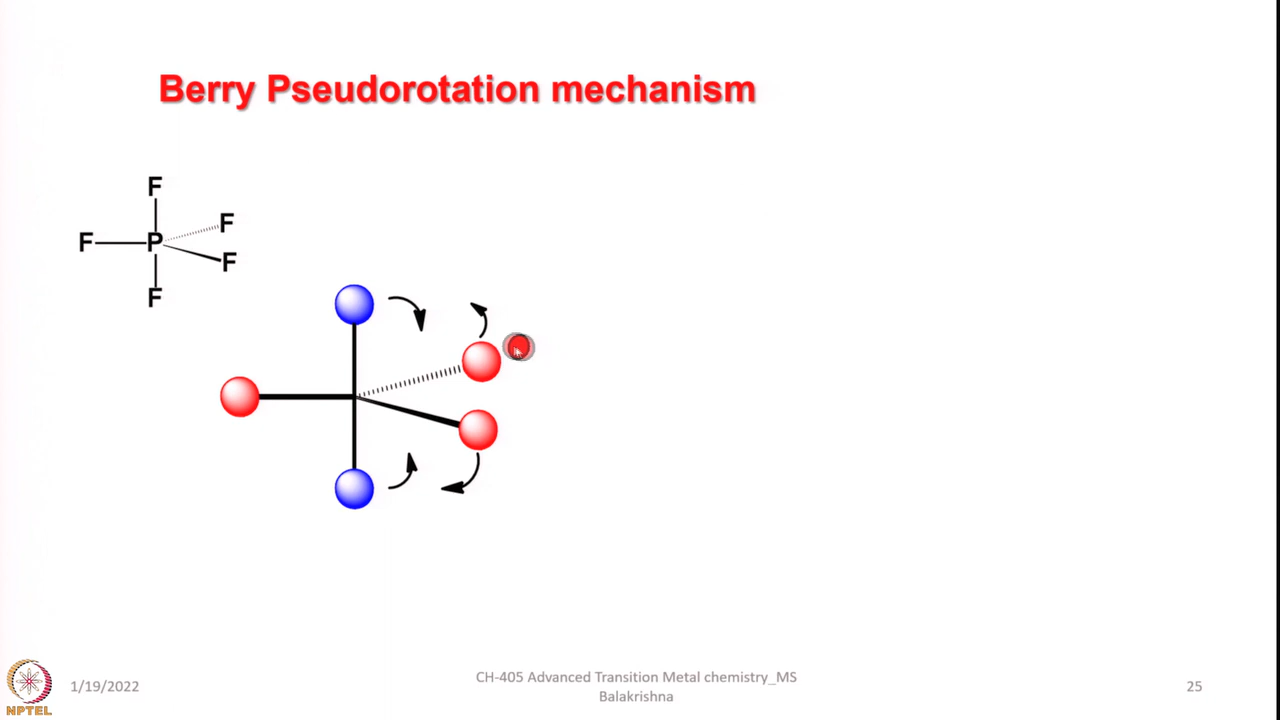 Berry Pseudorotation mechanism
F
F
F P
F
F
1/19/2022
CH-405 Advanced Transition Metal chemistry_MS
Balakrishna
25
NPTEL